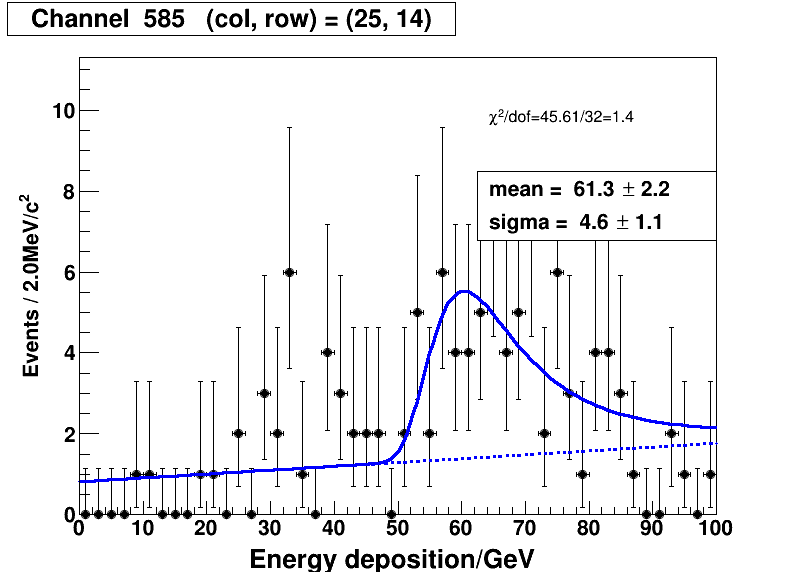 Channel 585 (col, row) = (25, 14)
χ²/dof=45.61/32=1.4
mean = 61.3 ± 2.2
sigma = 4.6 ± 1.1
Events / 2.0MeV/c²
10
8
6
4
2
0
0 10 20 30 40 50 60 70 80 90 100
Energy deposition/GeV